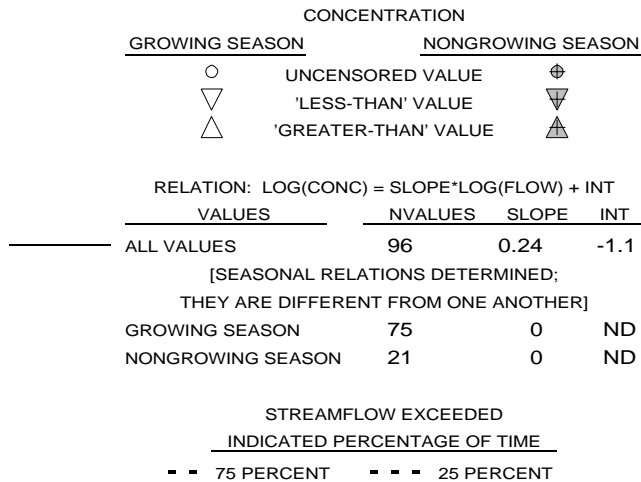 CONCENTRATION
GROWING SEASON NONGROWING SEASON
UNCENSORED VALUE
'LESS-THAN' VALUE
'GREATER-THAN' VALUE
RELATION: LOG(CONC) = SLOPE*LOG(FLOW) + INT
VALUES NVALUES SLOPE INT
ALL VALUES 96 0.24 -1.1
[SEASONAL RELATIONS DETERMINED;
THEY ARE DIFFERENT FROM ONE ANOTHER]
GROWING SEASON 75 0 ND
NONGROWING SEASON 21 0 ND
STREAMFLOW EXCEEDED
INDICATED PERCENTAGE OF TIME
75 PERCENT 25 PERCENT